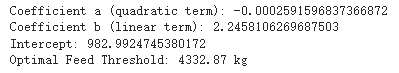 Coefficient a (quadratic term): -0.0002591596837366872
Coefficient b (linear term): 2.2458106269687503
Intercept: 982.9924745380172
Optimal Feed Threshold: 4332.87 kg